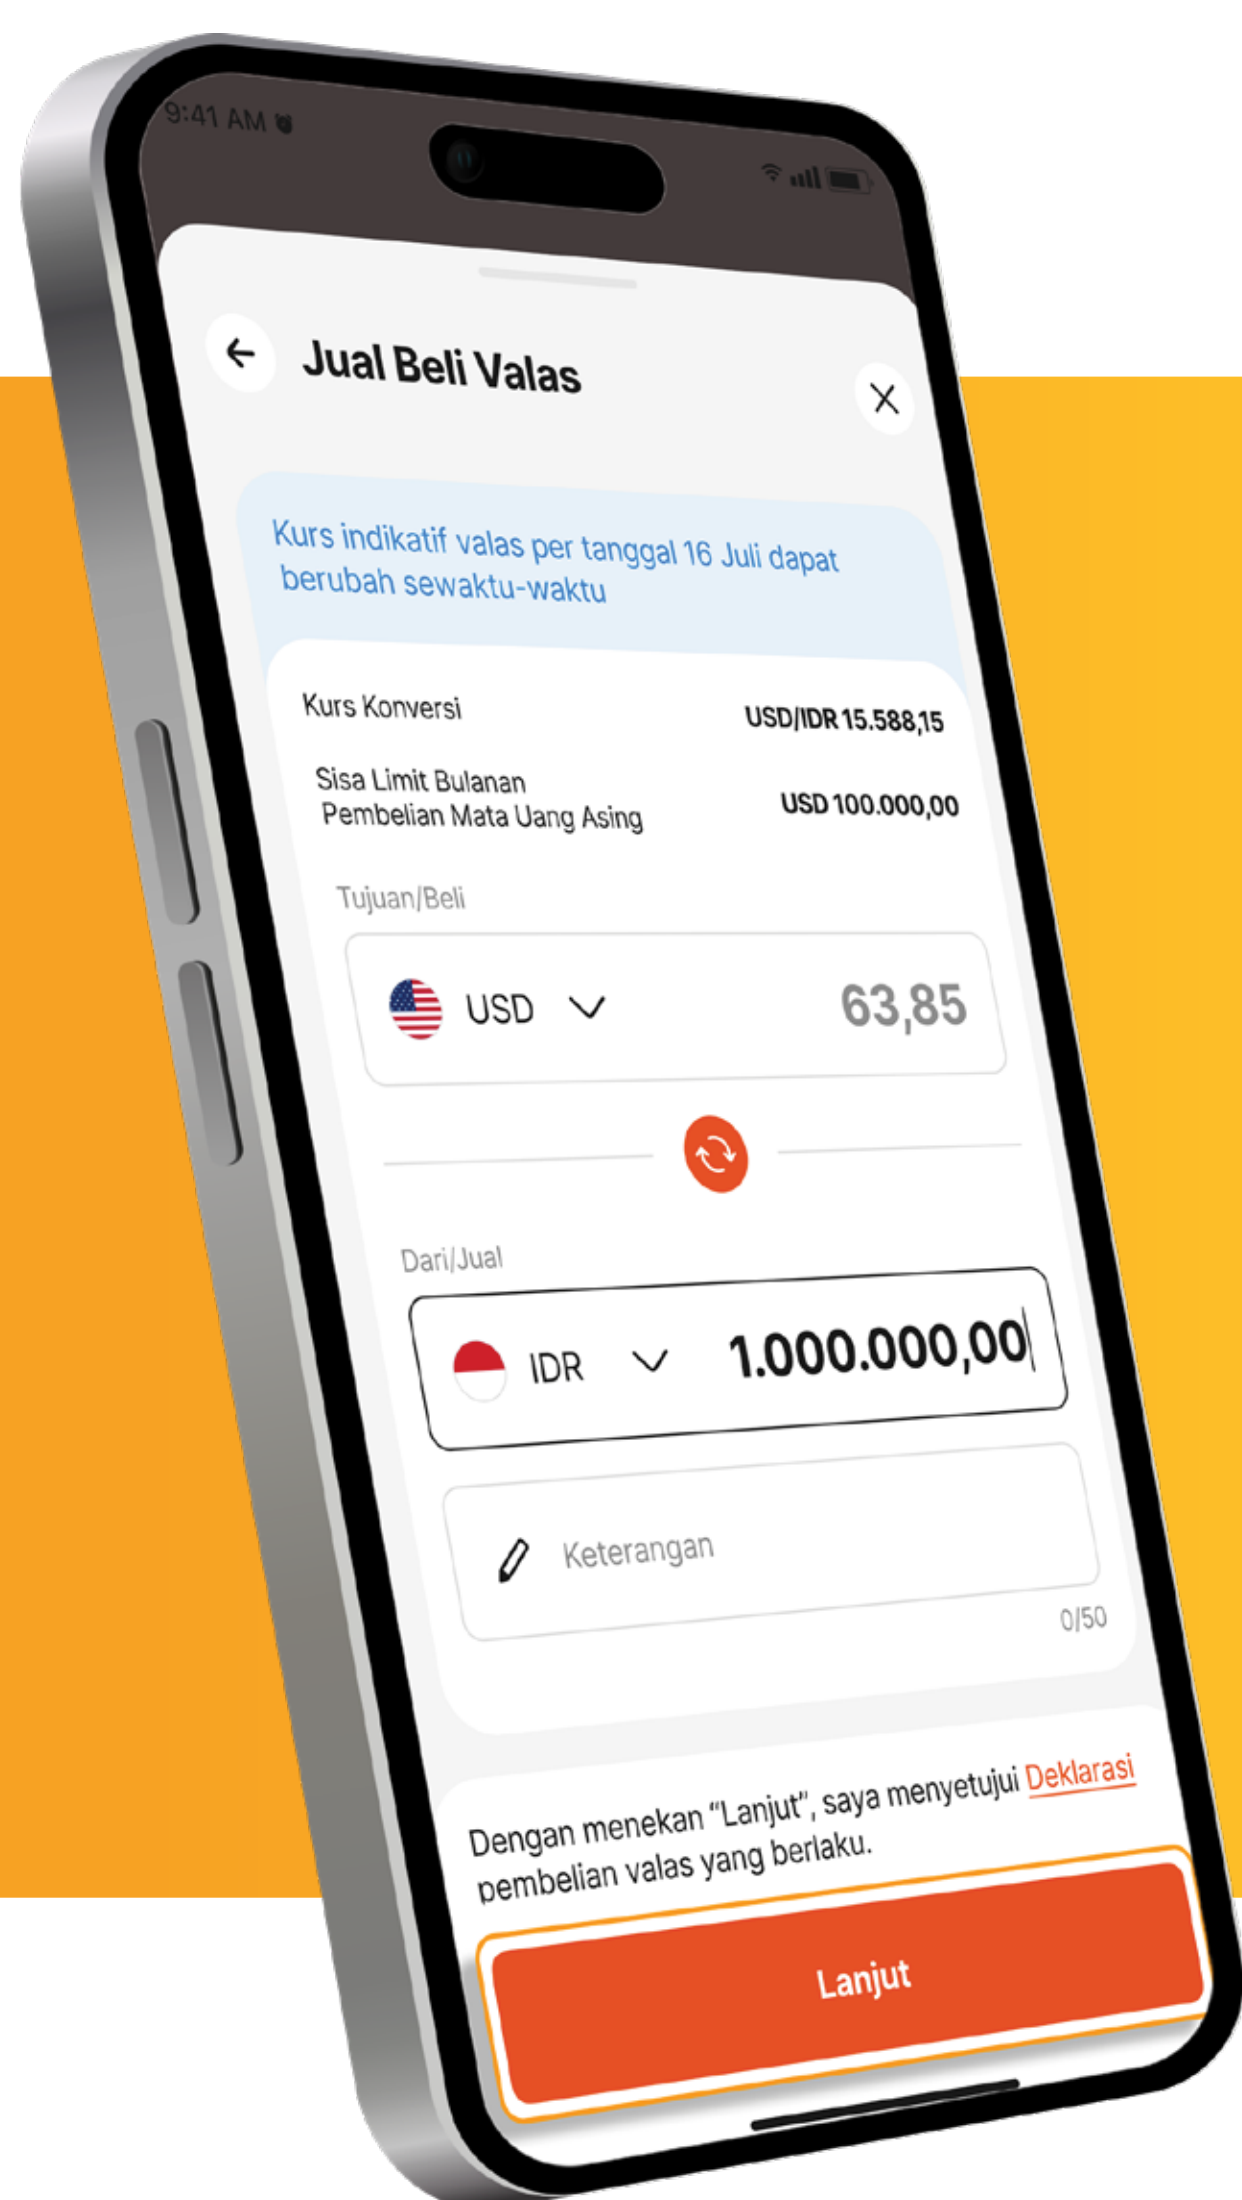 9:41 AM
Jual Beli Valas
Kurs indikatif valas per tanggal 16 Juli dapat
berubah sewaktu-waktu
Kurs Konversi
USD/IDR 15.588,15
Sisa Limit Bulanan
Pembelian Mata Uang Asing
USD 100.000,00
Tujuan/Beli
USD
63,85
Dari/Jual
IDR
1.000.000,00
Keterangan
0/50
Dengan menekan “Lanjut”, saya menyetujui Deklarasi
pembelian valas yang berlaku.
Lanjut